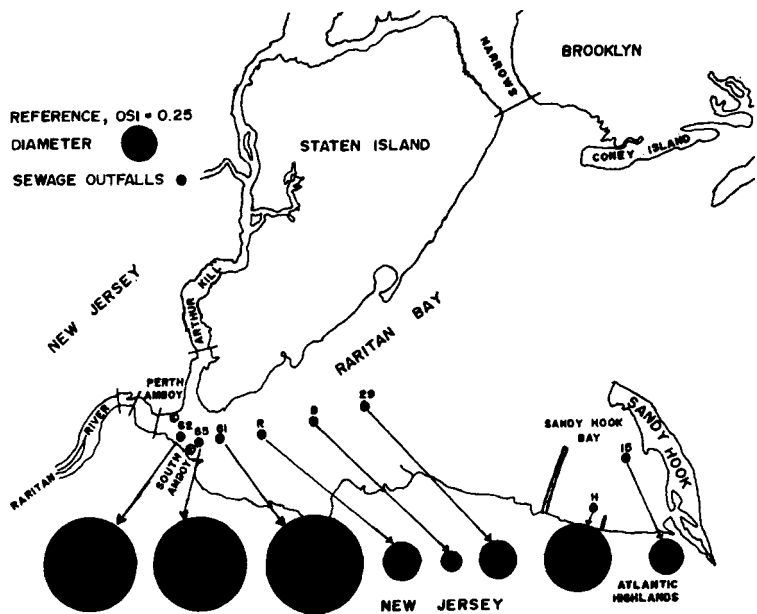 NARROWS
BROOKLYN
REFERENCE, OSI = 0.25
DIAMETER
STATEN ISLAND
CONEY ISLAND
SEWAGE OUTFALLS
NEW JERSEY
ARTHUR KILL
RARITAN BAY
PERTH
AMBOY
RARITAN RIVER
62
65
61
R
29
SOUTH
AMBOY
SANDY HOOK
BAY
15
H
SANDY HOOK
NEW JERSEY
ATLANTIC
HIGHLANDS